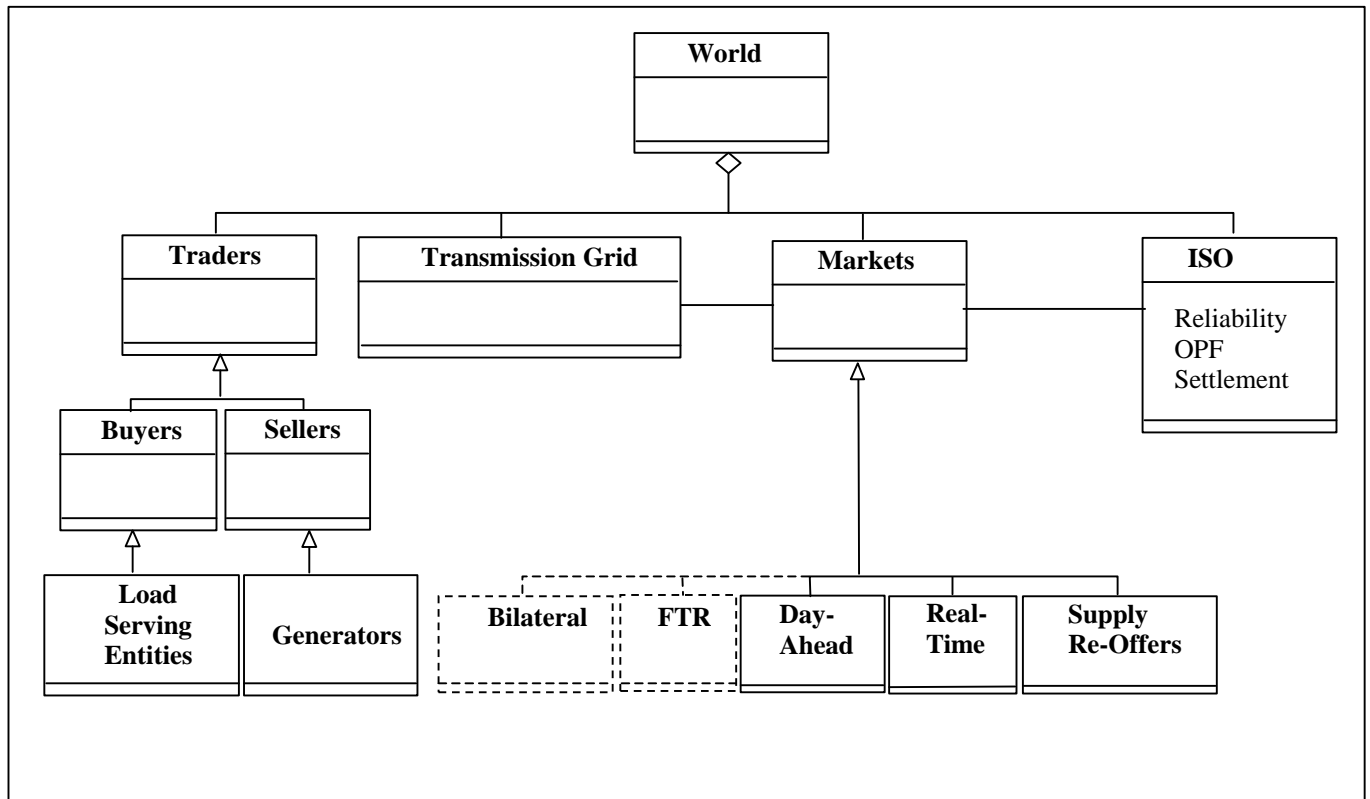 World
Traders
Transmission Grid
Markets
ISO
Reliability
OPF
Settlement
Buyers
Sellers
Load
Serving
Entities
Generators
Bilateral
FTR
Day-
Ahead
Real-
Time
Supply
Re-Offers